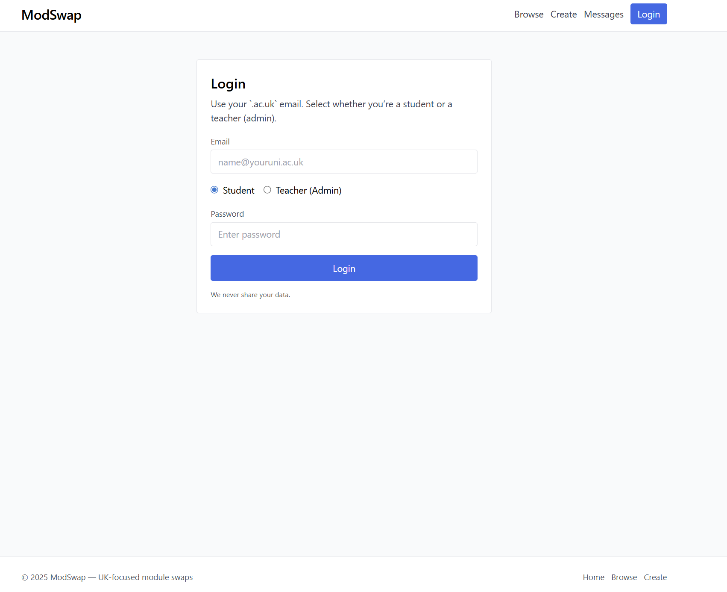 ModSwap
Browse Create Messages Login
Login
Use your `.ac.uk` email. Select whether you're a student or a
teacher (admin).
Email
name@youruni.ac.uk
Student Teacher (Admin)
Password
Enter password
Login
We never share your data.
© 2025 ModSwap — UK-focused module swaps
Home Browse Create